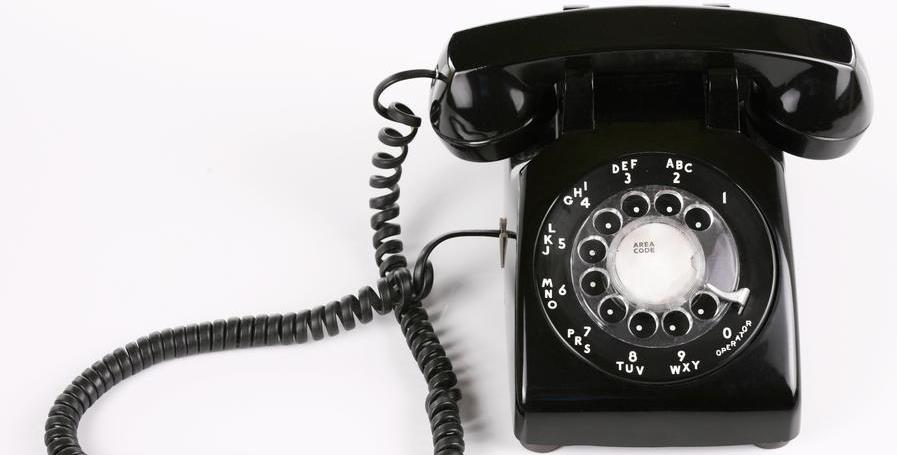 ABC
2
DEF
3
1
GHI
4
JKL
5
MNO
6
PRS
7
TUV
8
WXY
9
OPERATOR
0
AREA
CODE